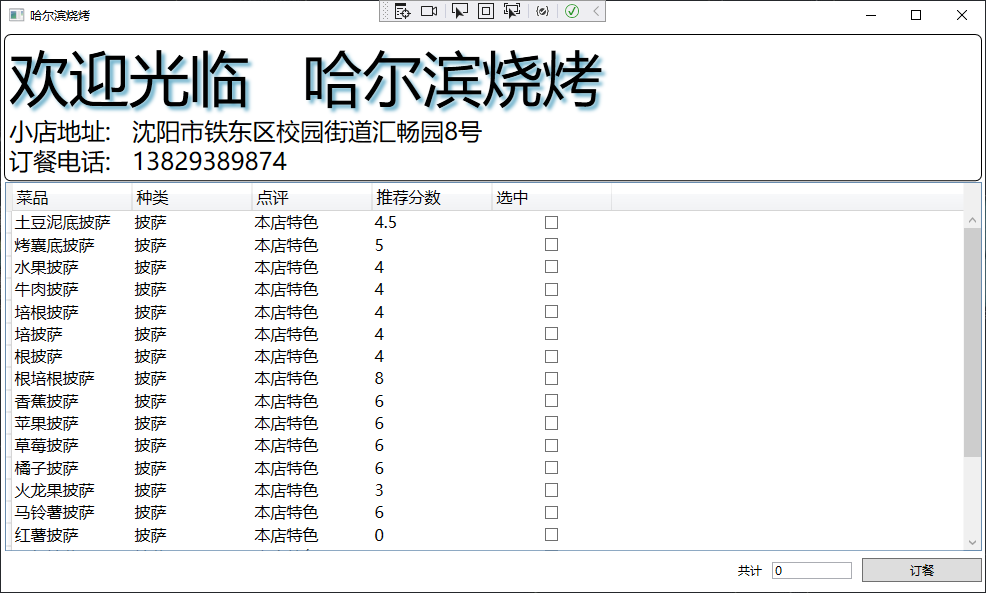 哈尔滨烧烤
欢迎光临 哈尔滨烧烤
小店地址: 沈阳市铁东区校园街道汇畅园8号
订餐电话: 13829389874
菜品 种类 点评 推荐分数 选中
土豆泥底披萨 披萨 本店特色 4.5
烤囊底披萨 披萨 本店特色 5
水果披萨 披萨 本店特色 4
牛肉披萨 披萨 本店特色 4
培根披萨 披萨 本店特色 4
培披萨 披萨 本店特色 4
根披萨 披萨 本店特色 4
根培根披萨 披萨 本店特色 8
香蕉披萨 披萨 本店特色 6
苹果披萨 披萨 本店特色 6
草莓披萨 披萨 本店特色 6
橘子披萨 披萨 本店特色 6
火龙果披萨 披萨 本店特色 3
马铃薯披萨 披萨 本店特色 6
红薯披萨 披萨 本店特色 0
共计 0 订餐